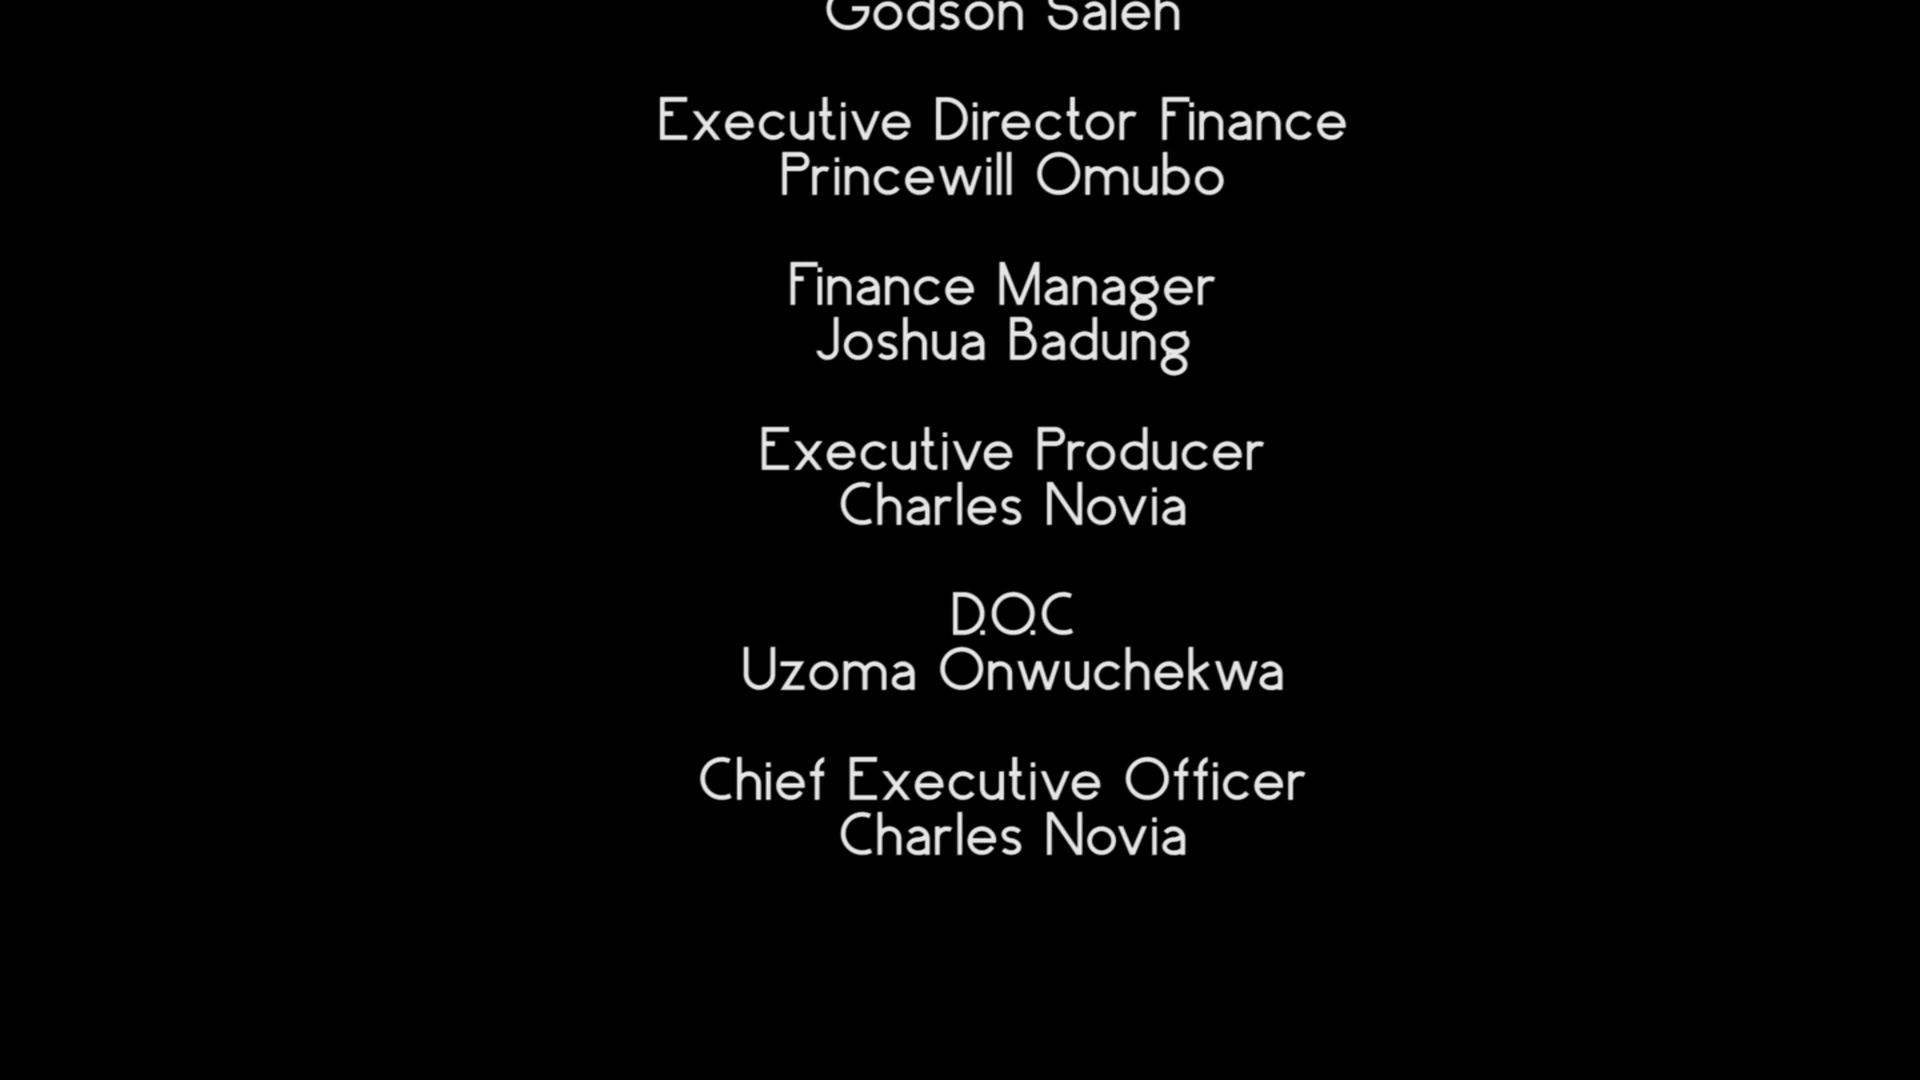 Godson Saleh
Executive Director Finance
Princewill Omubo
Finance Manager
Joshua Badung
Executive Producer
Charles Novia
D.O.C
Uzoma Onwuchekwa
Chief Executive Officer
Charles Novia